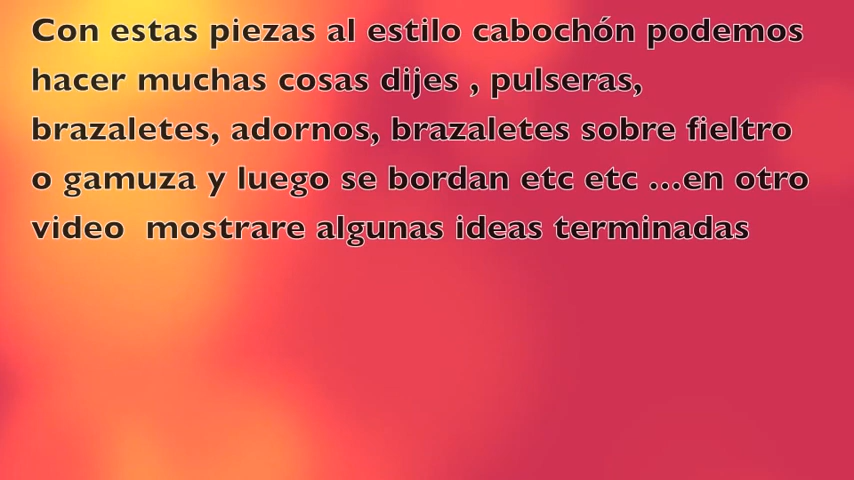 Con estas piezas al estilo cabochón podemos
hacer muchas cosas dijes , pulseras,
brazaletes, adornos, brazaletes sobre fieltro
o gamuza y luego se bordan etc etc ...en otro
video  mostrare algunas ideas terminadas